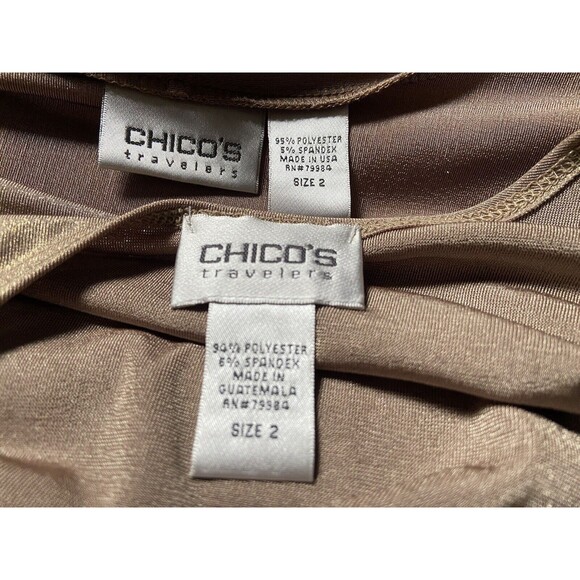 CHICO'S
travelers
95% POLYESTER
5% SPANDEX
MADE IN USA
RN#79984
SIZE 2
CHICO'S
travelers
94% POLYESTER
6% SPANDEX
MADE IN
GUATEMALA
RN#79984
SIZE 2